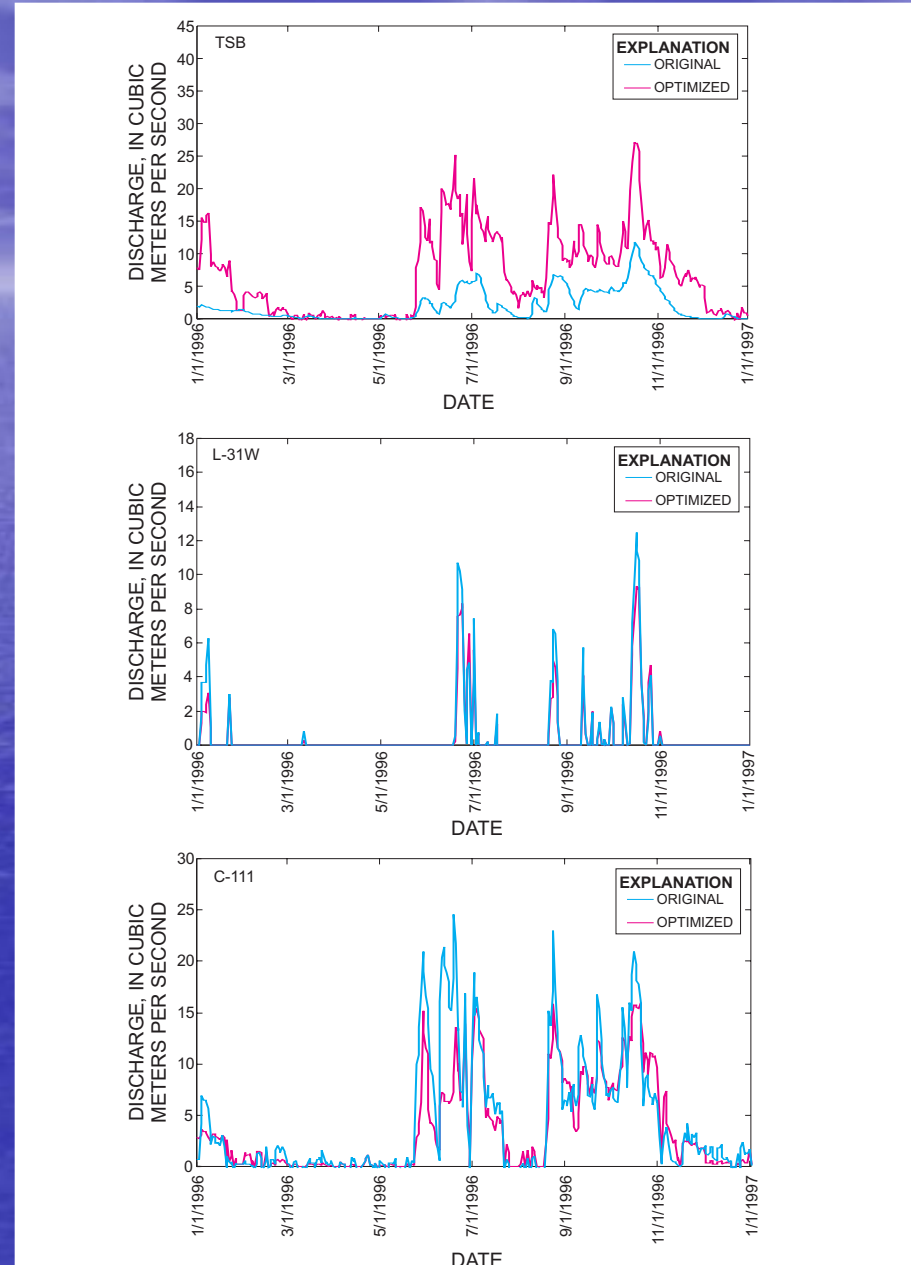 TSB
EXPLANATION
ORIGINAL
OPTIMIZED
DISCHARGE, IN CUBIC
METERS PER SECOND
45
40
35
30
25
20
15
10
5
0
1/1/1996
3/1/1996
5/1/1996
7/1/1996
9/1/1996
11/1/1996
1/1/1997
DATE
L-31W
EXPLANATION
ORIGINAL
OPTIMIZED
DISCHARGE, IN CUBIC
METERS PER SECOND
18
16
14
12
10
8
6
4
2
0
1/1/1996
3/1/1996
5/1/1996
7/1/1996
9/1/1996
11/1/1996
1/1/1997
DATE
C-111
EXPLANATION
ORIGINAL
OPTIMIZED
DISCHARGE, IN CUBIC
METERS PER SECOND
30
25
20
15
10
5
0
1/1/1996
3/1/1996
5/1/1996
7/1/1996
9/1/1996
11/1/1996
1/1/1997
DATE